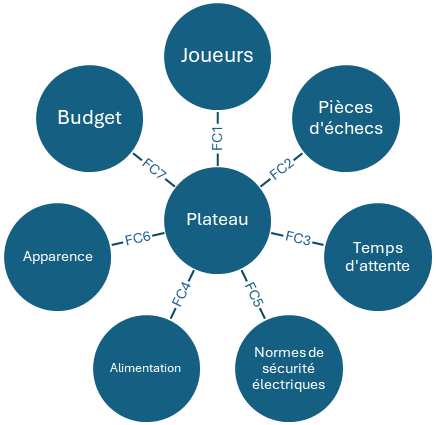 Joueurs
Budget
Pièces
d'échecs
FC1
FC7
FC2
Plateau
Apparence
FC6
FC3
Temps
d'attente
FC4
FC5
Alimentation
Normes de
sécurité
électriques